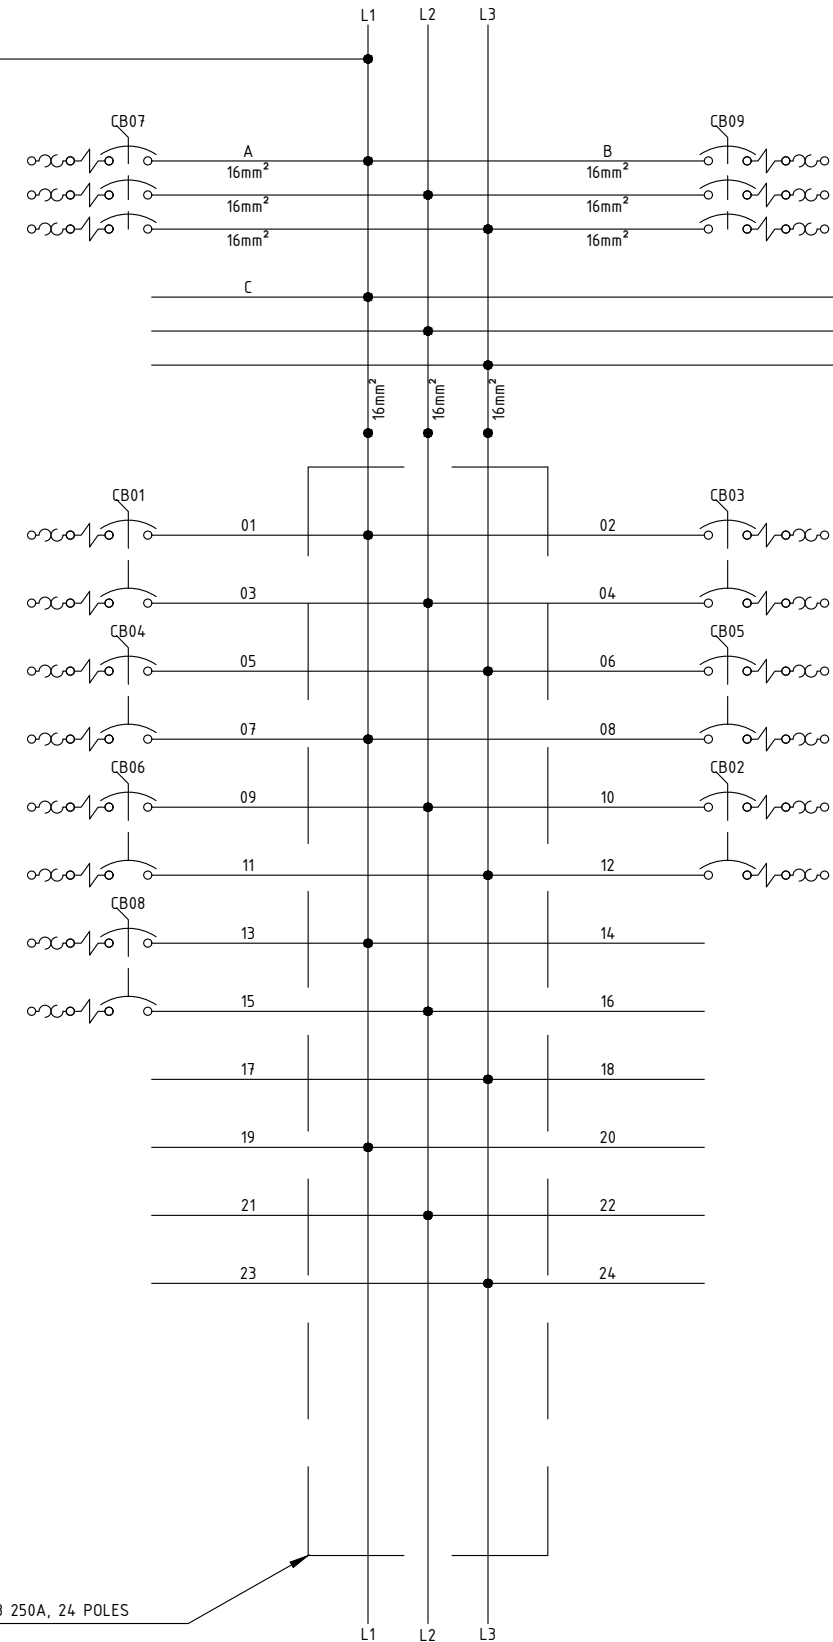 L1 L2 L3
CB07 CB09
A B
16mm² 16mm²
16mm² 16mm²
16mm² 16mm²
C
16mm² 16mm² 16mm²
CB01 CB03
01 02
03 04
CB04 CB05
05 06
07 08
CB06 CB02
09 10
11 12
CB08
13 14
15 16
17 18
19 20
21 22
23 24
250A, 24 POLES
L1 L2 L3